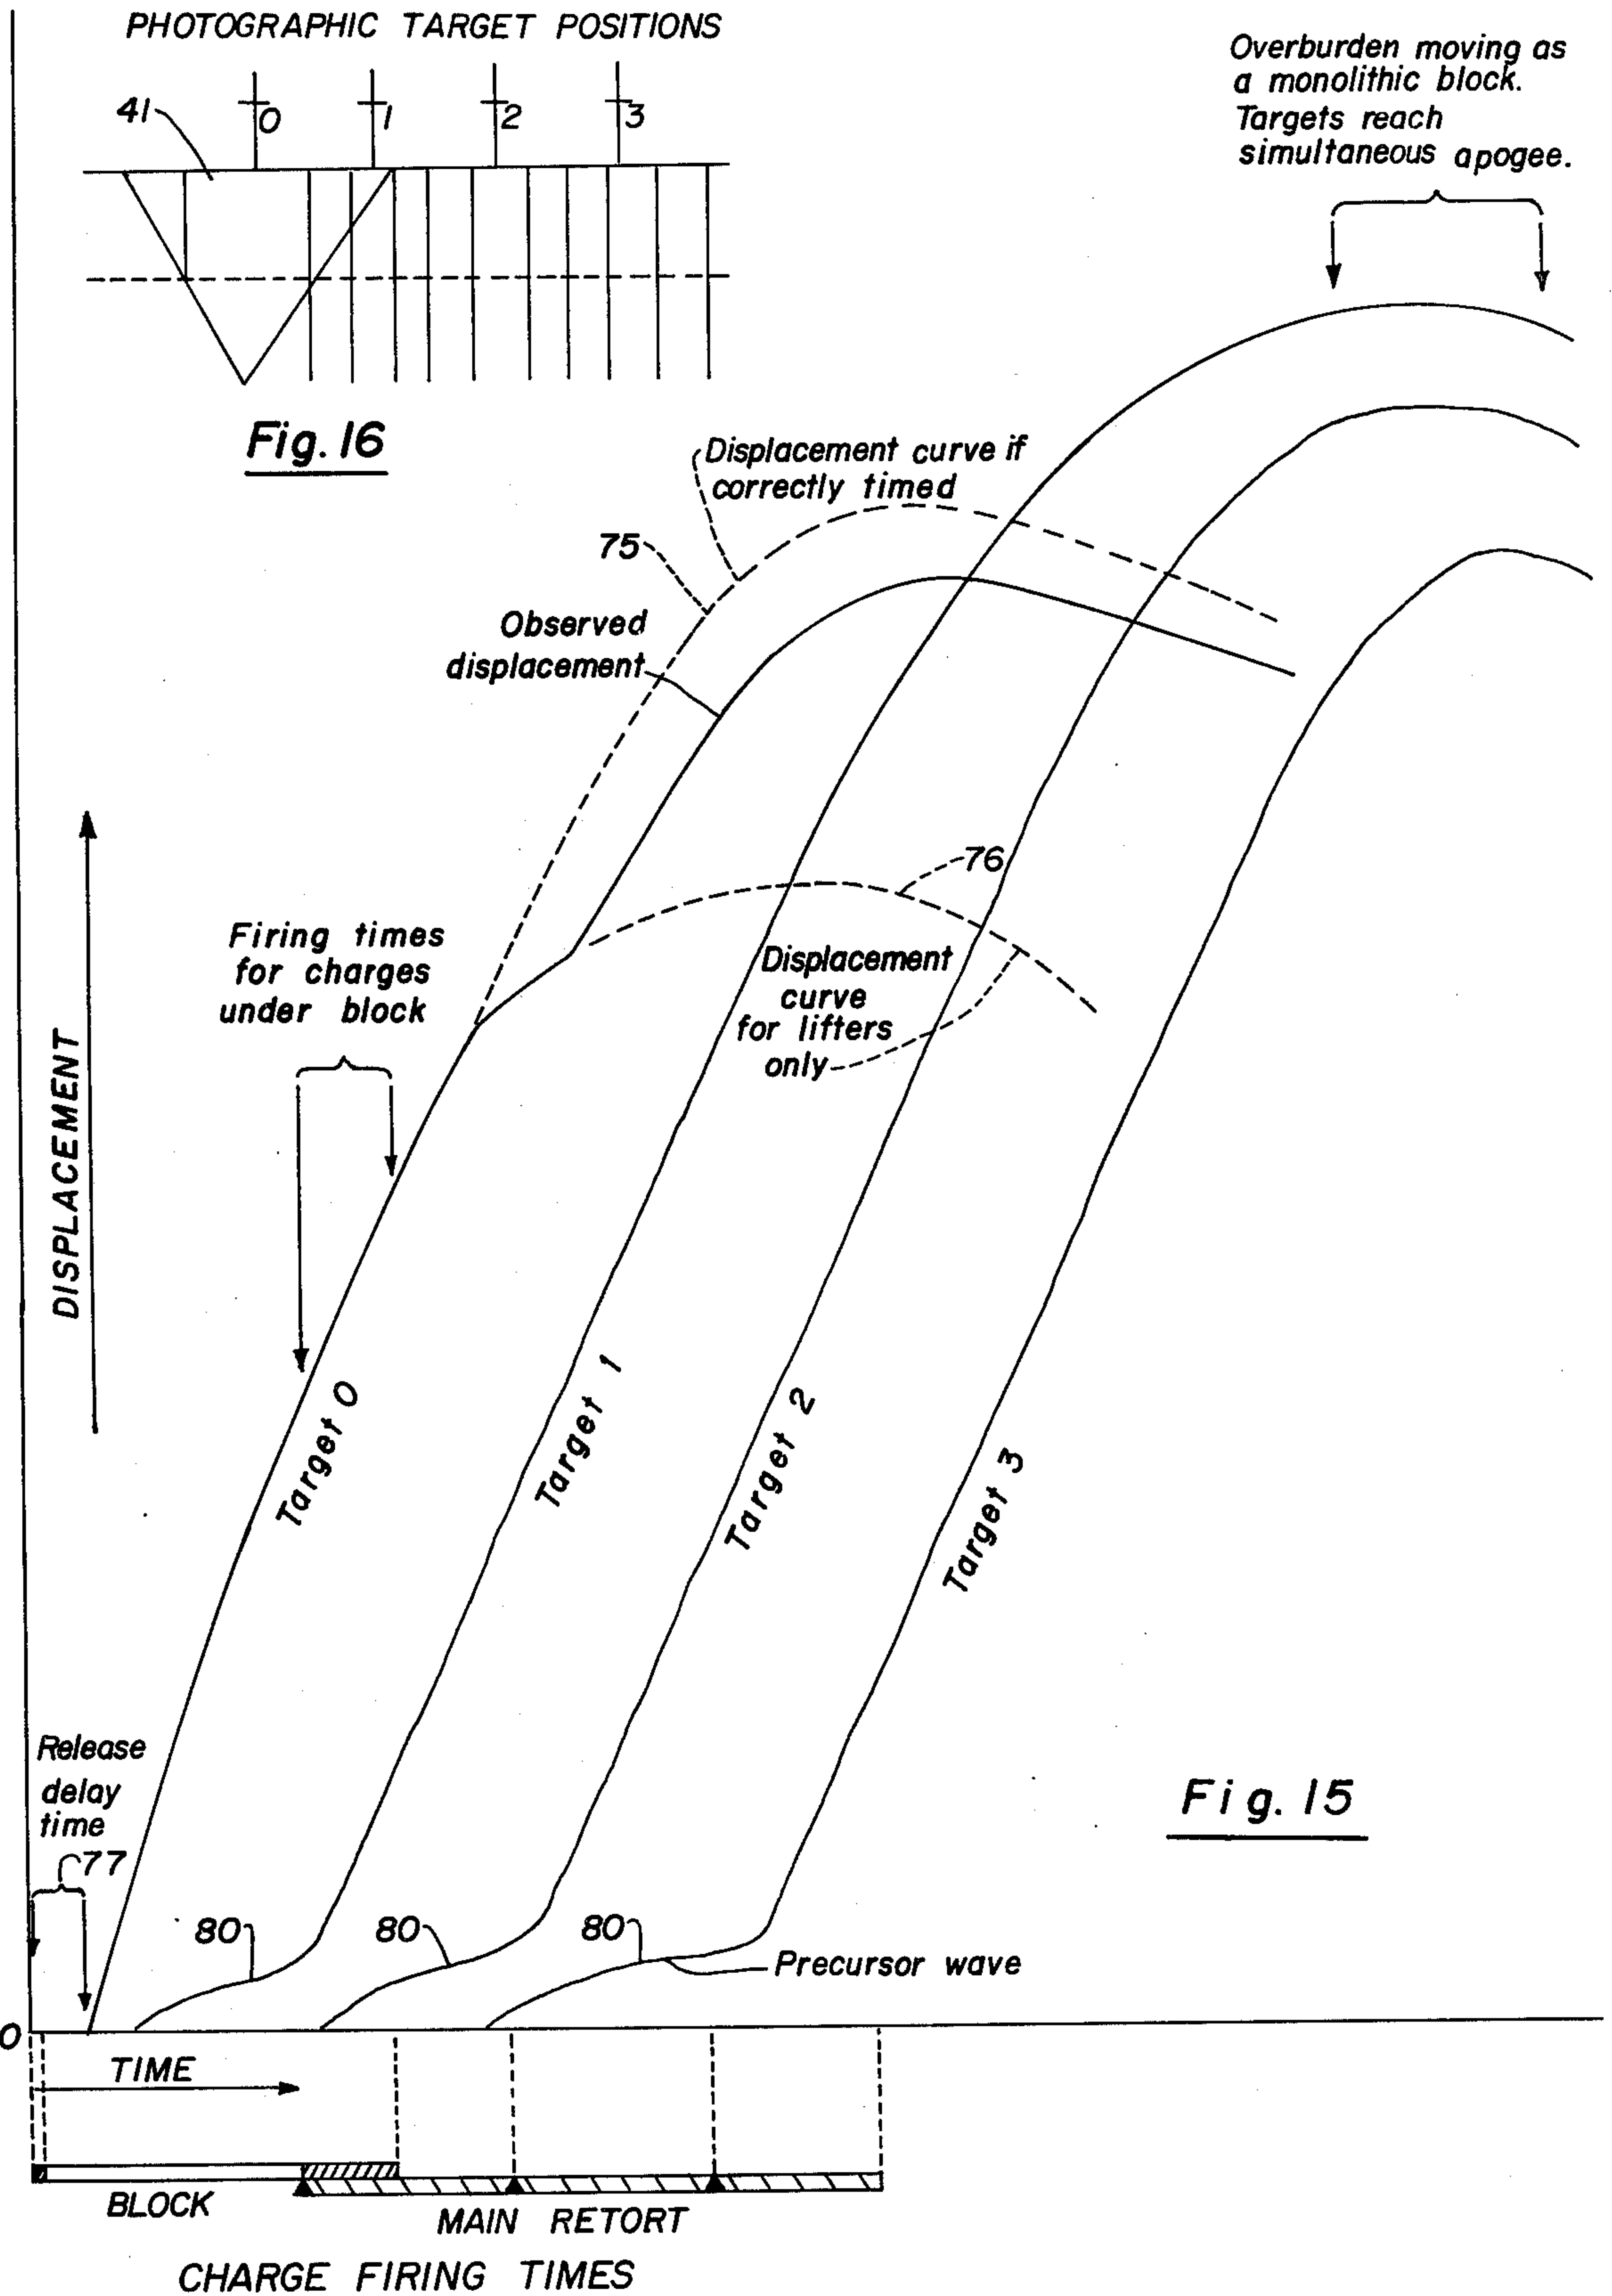 PHOTOGRAPHIC TARGET POSITIONS
41
0
1
2
3
Fig. 16
Overburden moving as
a monolithic block.
Targets reach
simultaneous apogee.
Displacement curve if
correctly timed
75
Observed
displacement
76
Displacement
curve
for lifters
only
Firing times
for charges
under block
DISPLACEMENT
Target 0
Target 1
Target 2
Target 3
Release
delay
time
77
80
80
80
Precursor wave
Fig. 15
0
TIME
BLOCK
MAIN RETORT
CHARGE FIRING TIMES